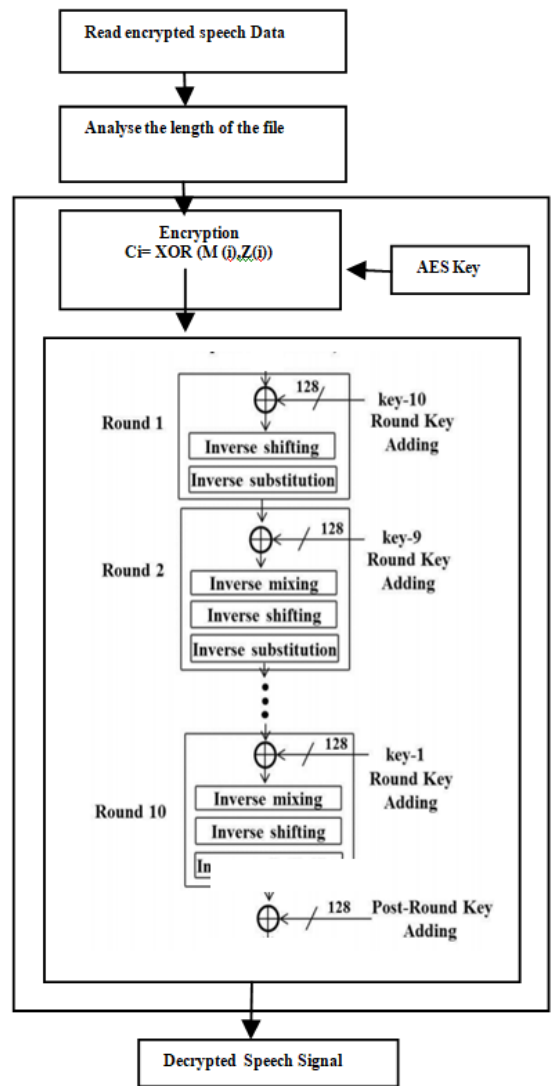 Read encrypted speech Data
Analyse the length of the file
Encryption
Ci= XOR (M (i),Z(i))
AES Key
128
key-10
Round Key
Adding
Round 1
Inverse shifting
Inverse substitution
128
key-9
Round Key
Adding
Round 2
Inverse mixing
Inverse shifting
Inverse substitution
128
key-1
Round Key
Adding
Round 10
Inverse mixing
Inverse shifting
128
Post-Round Key
Adding
Decrypted Speech Signal